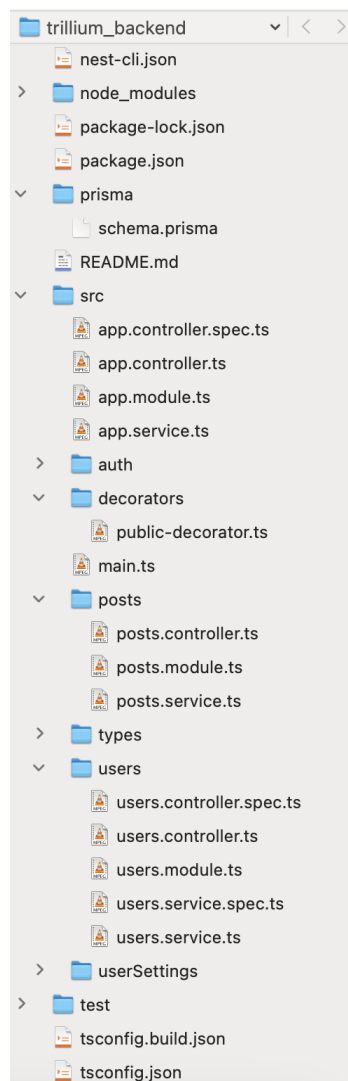 trillium_backend
nest-cli.json
node_modules
package-lock.json
package.json
prisma
schema.prisma
README.md
src
app.controller.spec.ts
app.controller.ts
app.module.ts
app.service.ts
auth
decorators
public-decorator.ts
main.ts
posts
posts.controller.ts
posts.module.ts
posts.service.ts
types
users
users.controller.spec.ts
users.controller.ts
users.module.ts
users.service.spec.ts
users.service.ts
userSettings
test
tsconfig.build.json
tsconfig.json